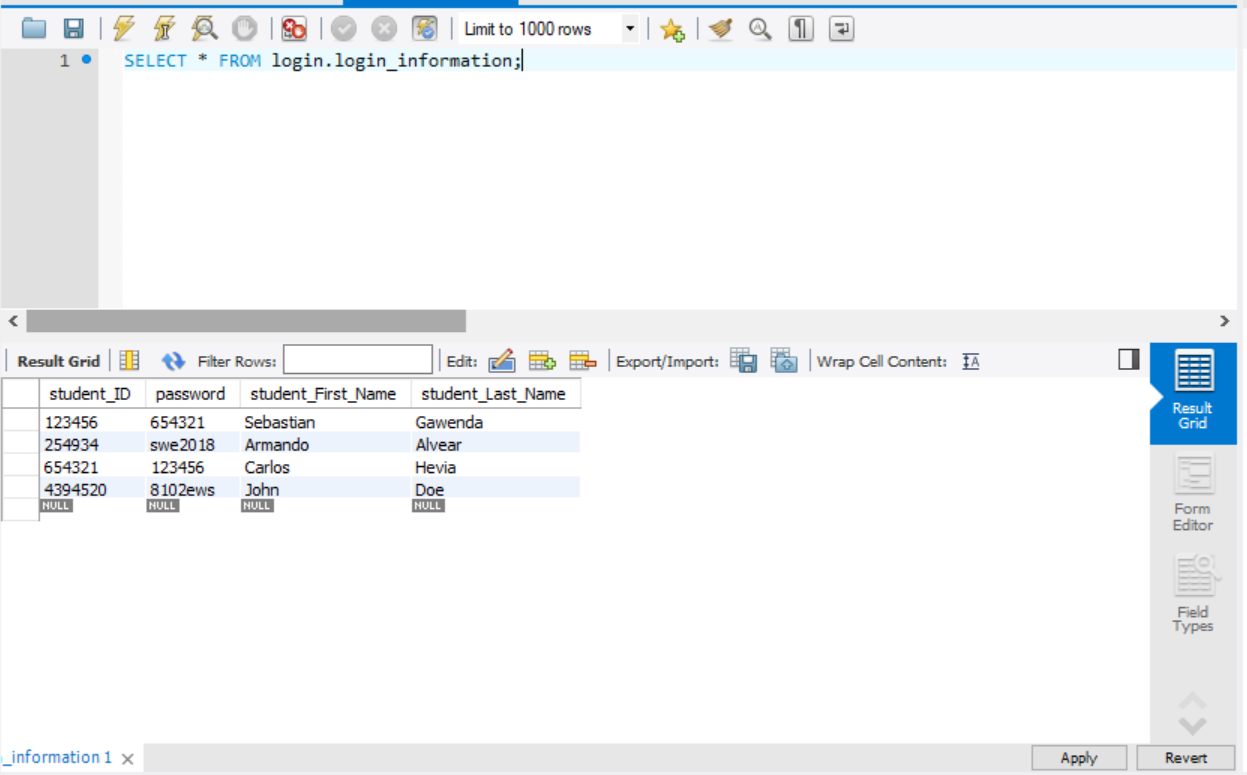 Limit to 1000 rows
1 SELECT * FROM login.login_information;
Result Grid Filter Rows: Edit: Export/Import: Wrap Cell Content:
student_ID password student_First_Name student_Last_Name
123456 654321 Sebastian Gawenda
254934 swe2018 Armando Alvear
654321 123456 Carlos Hevia
4394520 8102ews John Doe
NULL NULL NULL NULL
Result
Grid
Form
Editor
Field
Types
_information 1
Apply Revert